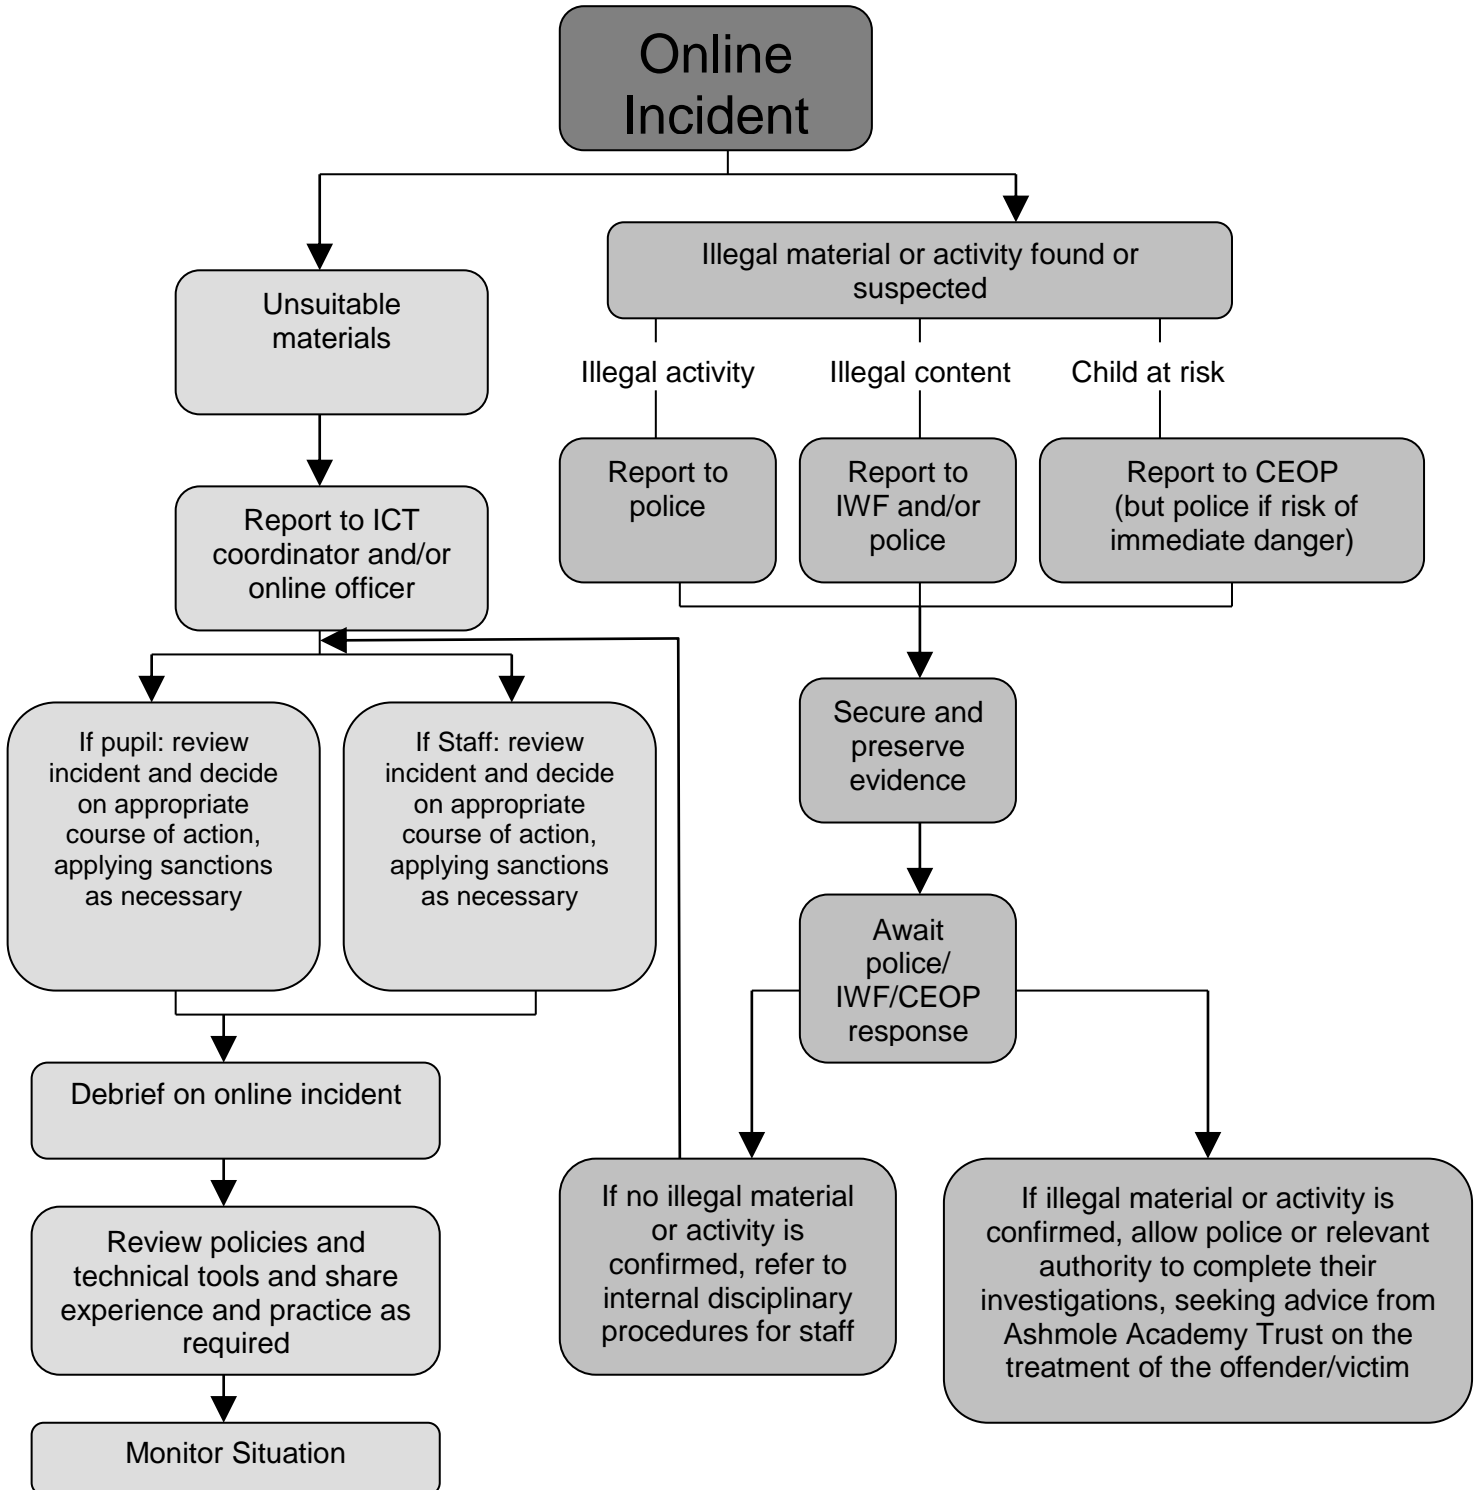 Online
Incident
Unsuitable
materials
Illegal material or activity found or
suspected
Illegal activity
Illegal content
Child at risk
Report to
police
Report to
IWF and/or
police
Report to CEOP
(but police if risk of
immediate danger)
Report to ICT
coordinator and/or
online officer
If pupil: review
incident and decide
on appropriate
course of action,
applying sanctions
as necessary
If Staff: review
incident and decide
on appropriate
course of action,
applying sanctions
as necessary
Secure and
preserve
evidence
Await
police/
IWF/CEOP
response
Debrief on online incident
Review policies and
technical tools and share
experience and practice as
required
Monitor Situation
If no illegal material
or activity is
confirmed, refer to
internal disciplinary
procedures for staff
If illegal material or activity is
confirmed, allow police or relevant
authority to complete their
investigations, seeking advice from
Ashmole Academy Trust on the
treatment of the offender/victim